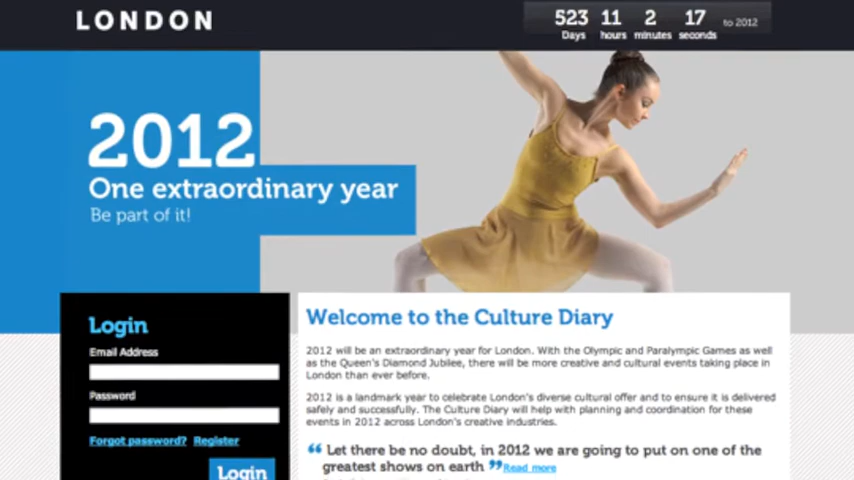 LONDON
523 11 2 17 to 2012
Days hours minutes seconds
2012
One extraordinary year
Be part of it!
Login
Email Address
Password
Forgot password? Register
Login
Welcome to the Culture Diary
2012 will be an extraordinary year for London. With the Olympic and Paralympic Games as well
as the Queen's Diamond Jubilee, there will be more creative and cultural events taking place in
London than ever before.
2012 is a landmark year to celebrate London's diverse cultural offer and to ensure it is delivered
safely and successfully. The Culture Diary will help with planning and coordination for these
events in 2012 across London's creative industries.
“ Let there be no doubt, in 2012 we are going to put on one of the
greatest shows on earth ” Read more